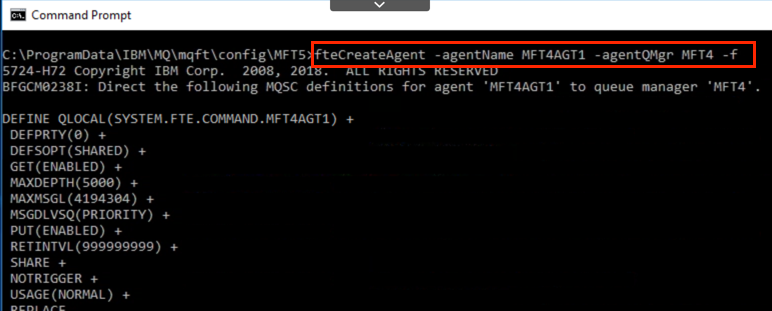 Command Prompt
C:\ProgramData\IBM\MQ\mqft\config\MFT5>fteCreateAgent -agentName MFT4AGT1 -agentQMgr MFT4 -f
5724-H72 Copyright IBM Corp.  2008, 2018.  ALL RIGHTS RESERVED
BFGCM0238I: Direct the following MQSC definitions for agent 'MFT4AGT1' to queue manager 'MFT4'.
DEFINE QLOCAL(SYSTEM.FTE.COMMAND.MFT4AGT1) +
DEFPRTY(0) +
DEFSOPT(SHARED) +
GET(ENABLED) +
MAXDEPTH(5000) +
MAXMSGL(4194304) +
MSGDLVSQ(PRIORITY) +
PUT(ENABLED) +
RETINTVL(999999999) +
SHARE +
NOTRIGGER +
USAGE(NORMAL) +
REPLACE